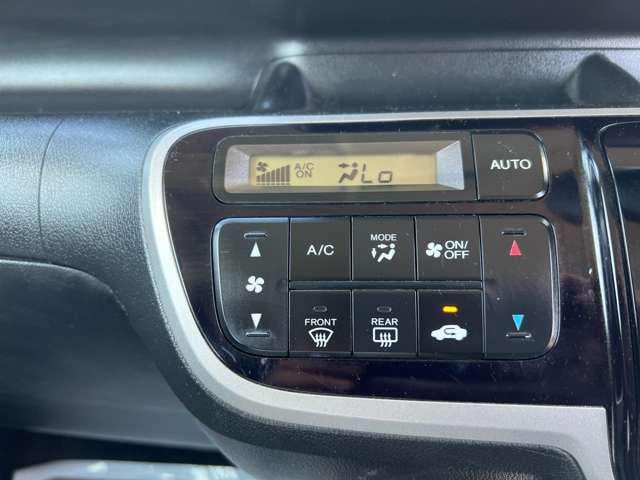 A/C
ON
Lo
AUTO
A/C
MODE
ON/
OFF
FRONT
REAR